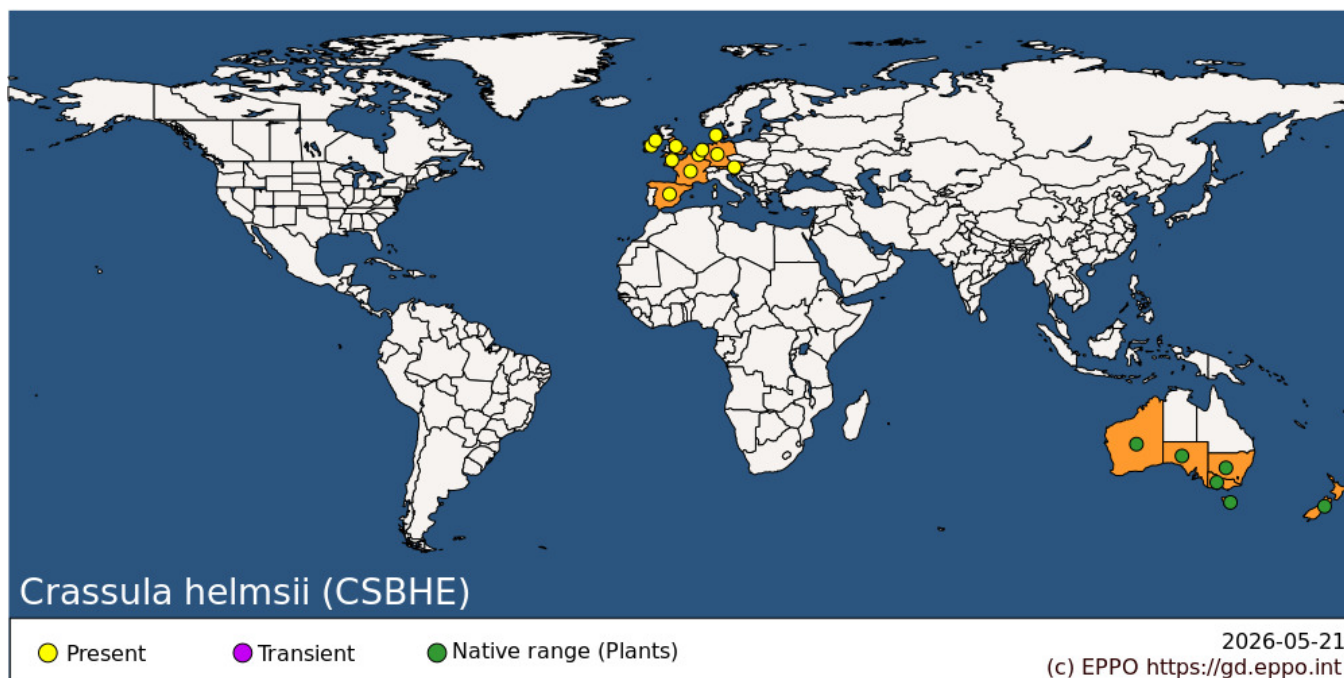 Crassula helmsii (CSBHE)
Present
Transient
Native range (Plants)
2026-05-21
(c) EPPO https://gd.eppo.int